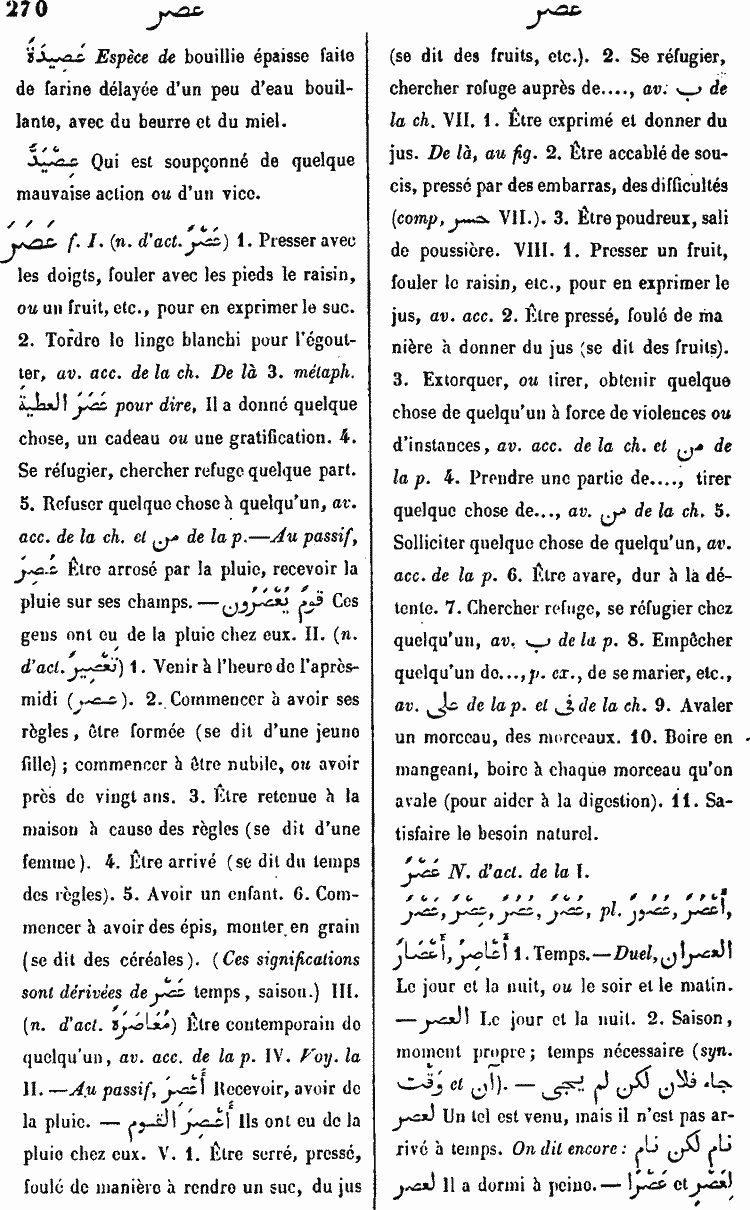 270 عصر عصر
عَصِيدَةٌ Espèce de bouillie épaisse faite
de farine délayée d'un peu d'eau bouil-
lante, avec du beurre et du miel.
Qui est soupçonné de quelque
mauvaise action ou d'un vice.
عَصَرَ f. I. (n. d'act. عَصْرٌ) 1. Presser avec
les doigts, fouler avec les pieds le raisin,
ou un fruit, etc., pour en exprimer le suc.
2. Tordre le linge blanchi pour l'égout-
ter, av. acc. de la ch. De là 3. métaph.
عَصَرَ العطية pour dire, Il a donné quelque
chose, un cadeau ou une gratification. 4.
Se réfugier, chercher refuge quelque part.
5. Refuser quelque chose à quelqu'un, av.
acc. de la ch. et من de la p.—Au passif,
عُصِرَ Être arrosé par la pluie, recevoir la
pluie sur ses champs. — قومٌ يُعْصَرُون Ces
gens ont eu de la pluie chez eux. II. (n.
d'act. تَعْصِيرٌ) 1. Venir à l'heure de l'après-
midi (عصر). 2. Commencer à avoir ses
règles, être formée (se dit d'une jeune
fille); commencer à être nubile, ou avoir
près de vingt ans. 3. Être retenue à la
maison à cause des règles (se dit d'une
femme). 4. Être arrivé (se dit du temps
des règles). 5. Avoir un enfant. 6. Com-
mencer à avoir des épis, monter en grain
(se dit des céréales). (Ces significations
sont dérivées de عَصْرٌ temps, saison.) III.
(n. d'act. مُعَاصَرَةٌ) Être contemporain de
quelqu'un, av. acc. de la p. IV. Voy. la
II. —Au passif, أُعْصِرَ Recevoir, avoir de
la pluie. — أُعْصِرَ القوم Ils ont eu de la
pluie chez eux. V. 1. Être serré, pressé,
foulé de manière à rendre un suc, du jus
(se dit des fruits, etc.). 2. Se réfugier,
chercher refuge auprès de...., av. ب de
la ch. VII. 1. Être exprimé et donner du
jus. De là, au fig. 2. Être accablé de sou-
cis, pressé par des embarras, des difficultés
(comp, حسر VII.). 3. Être poudreux, sali
de poussière. VIII. 1. Presser un fruit,
fouler le raisin, etc., pour en exprimer le
jus, av. acc. 2. Être pressé, foulé de ma
nière à donner du jus (se dit des fruits).
3. Extorquer, ou tirer, obtenir quelque
chose de quelqu'un à force de violences ou
d'instances, av. acc. de la ch. et من de
la p. 4. Prendre une partie de...., tirer
quelque chose de..., av. من de la ch. 5.
Solliciter quelque chose de quelqu'un, av.
acc. de la p. 6. Être avare, dur à la dé-
tente. 7. Chercher refuge, se réfugier chez
quelqu'un, av. ب de la p. 8. Empêcher
quelqu'un de...,p. ex., de se marier, etc.,
av. على de la p. et فى de la ch. 9. Avaler
un morceau, des morceaux. 10. Boire en
mangeant, boire à chaque morceau qu'on
avale (pour aider à la digestion). 11. Sa-
tisfaire le besoin naturel.
عَصْرٌ N. d'act. de la I.
عَصْرٌ, عُصْرٌ, عِصْرٌ, عُصُرٌ, pl. عُصُورٌ, أَعْصُرٌ,
أَعَاصِرُ, أَعْصَارٌ 1. Temps.—Duel, العصران
Le jour et la nuit, ou le soir et le matin.
—العصر Le jour et la nuit. 2. Saison,
moment propre; temps nécessaire (syn.
وَقْت et آن). — جاء فلان لكن لم يجى
لعصر Un tel est venu, mais il n'est pas ar-
rivé à temps. On dit encore : نام لكن نام
لعصر Il a dormi à peine.— عَصْرًا et لِعَصْرٍ